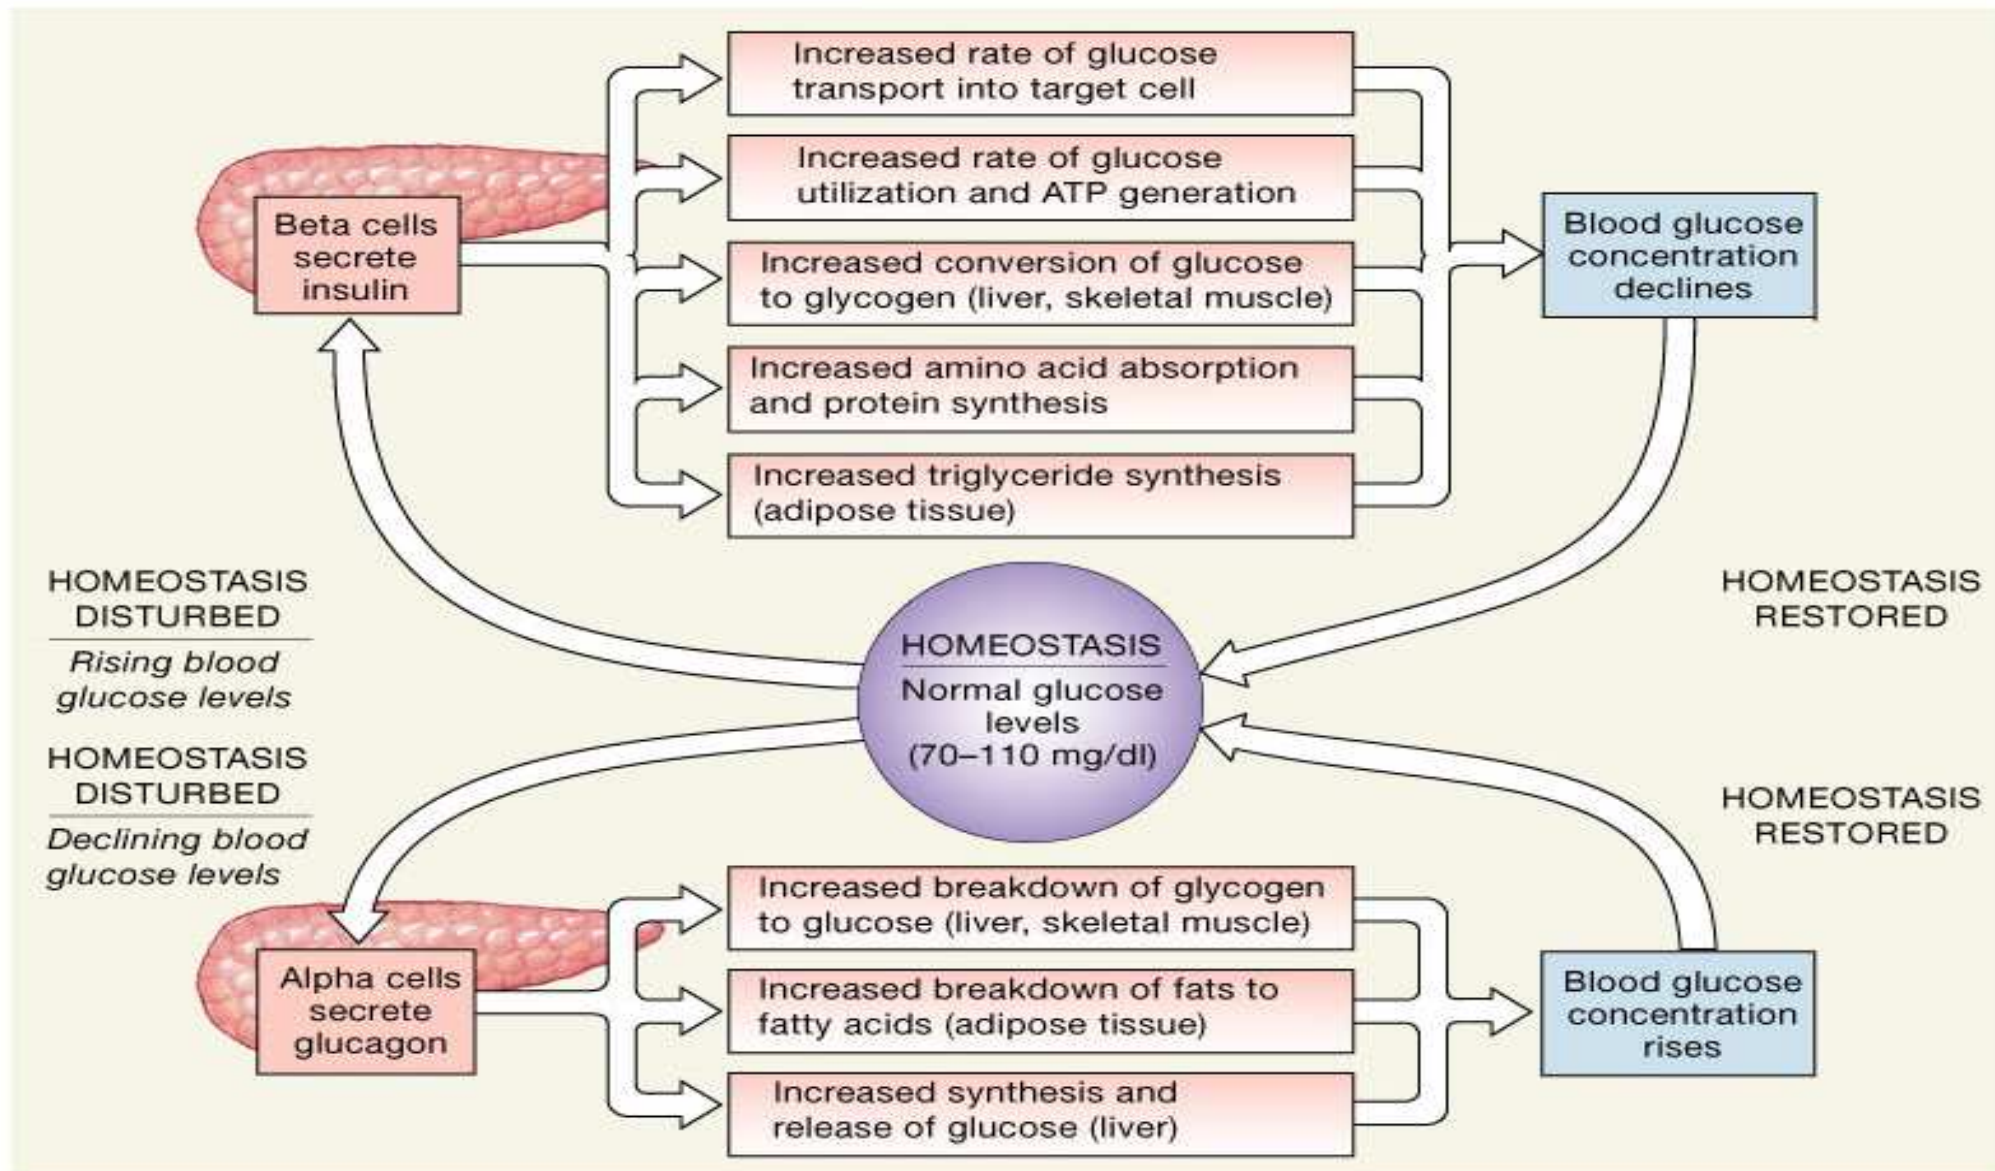 Increased rate of glucose
transport into target cell
Increased rate of glucose
utilization and ATP generation
Beta cells
secrete
insulin
Increased conversion of glucose
to glycogen (liver, skeletal muscle)
Blood glucose
concentration
declines
Increased amino acid absorption
and protein synthesis
Increased triglyceride synthesis
(adipose tissue)
HOMEOSTASIS
DISTURBED
Rising blood
glucose levels
HOMEOSTASIS
RESTORED
HOMEOSTASIS
Normal glucose
levels
(70–110 mg/dl)
HOMEOSTASIS
DISTURBED
Declining blood
glucose levels
HOMEOSTASIS
RESTORED
Increased breakdown of glycogen
to glucose (liver, skeletal muscle)
Alpha cells
secrete
glucagon
Increased breakdown of fats to
fatty acids (adipose tissue)
Blood glucose
concentration
rises
Increased synthesis and
release of glucose (liver)